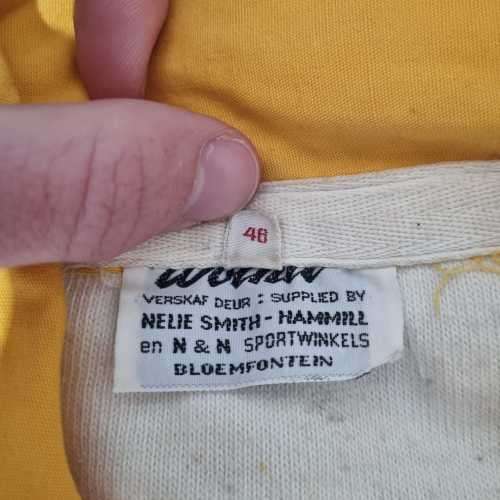 46
VERSKAF DEUR : SUPPLIED BY
NELIE SMITH - HAMMILL
en N & N SPORTWINKELS
BLOEMFONTEIN